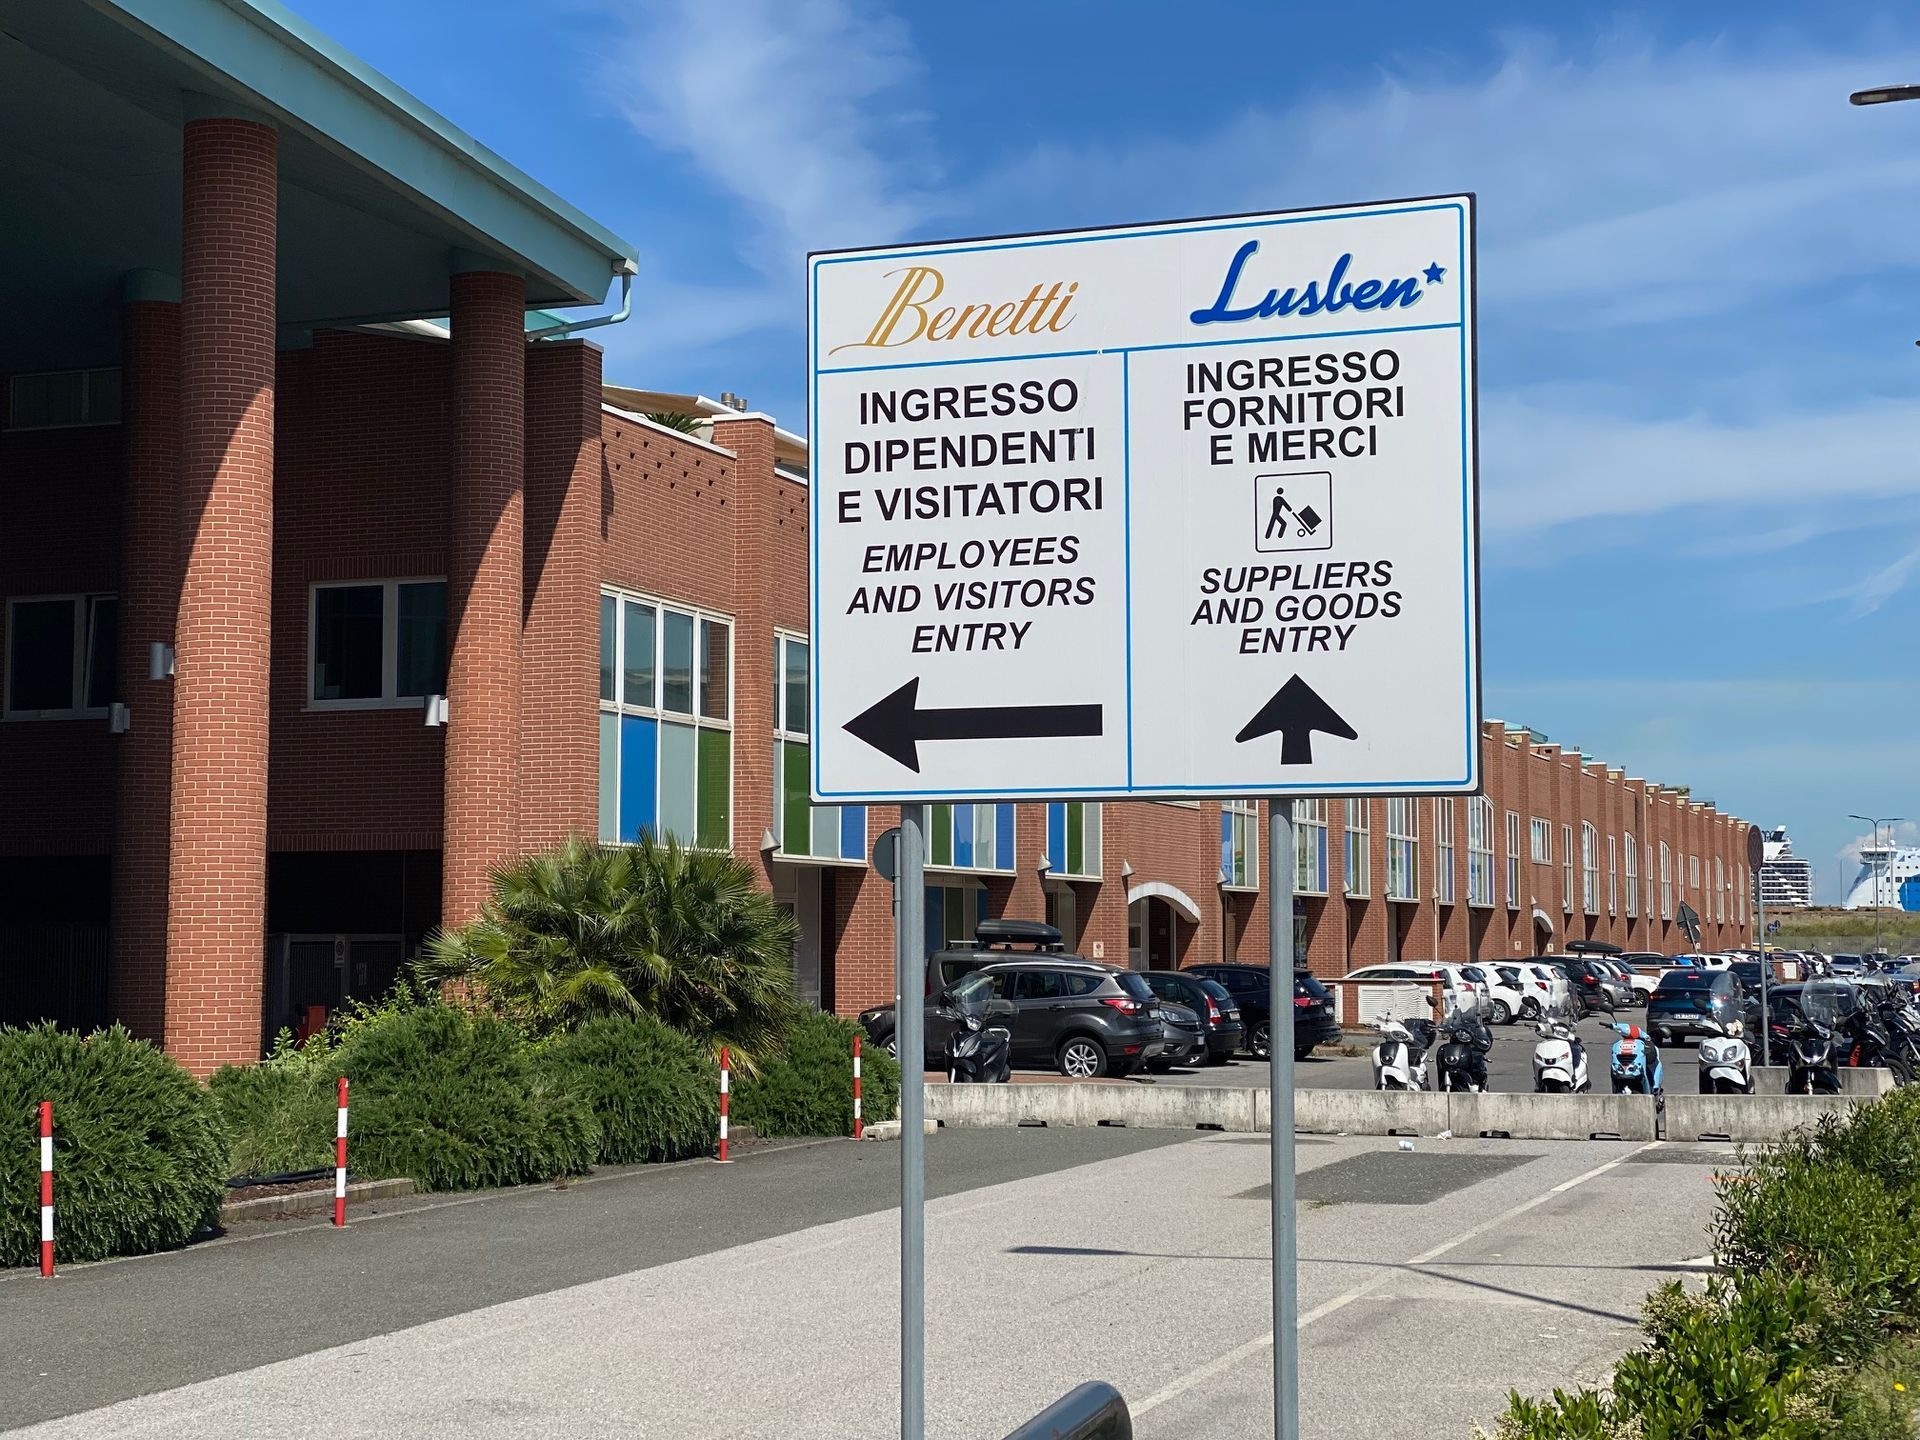 Benetti
Lusben
INGRESSO
DIPENDENTI
E VISITATORI
EMPLOYEES
AND VISITORS
ENTRY
INGRESSO
FORNITORI
E MERCI
SUPPLIERS
AND GOODS
ENTRY